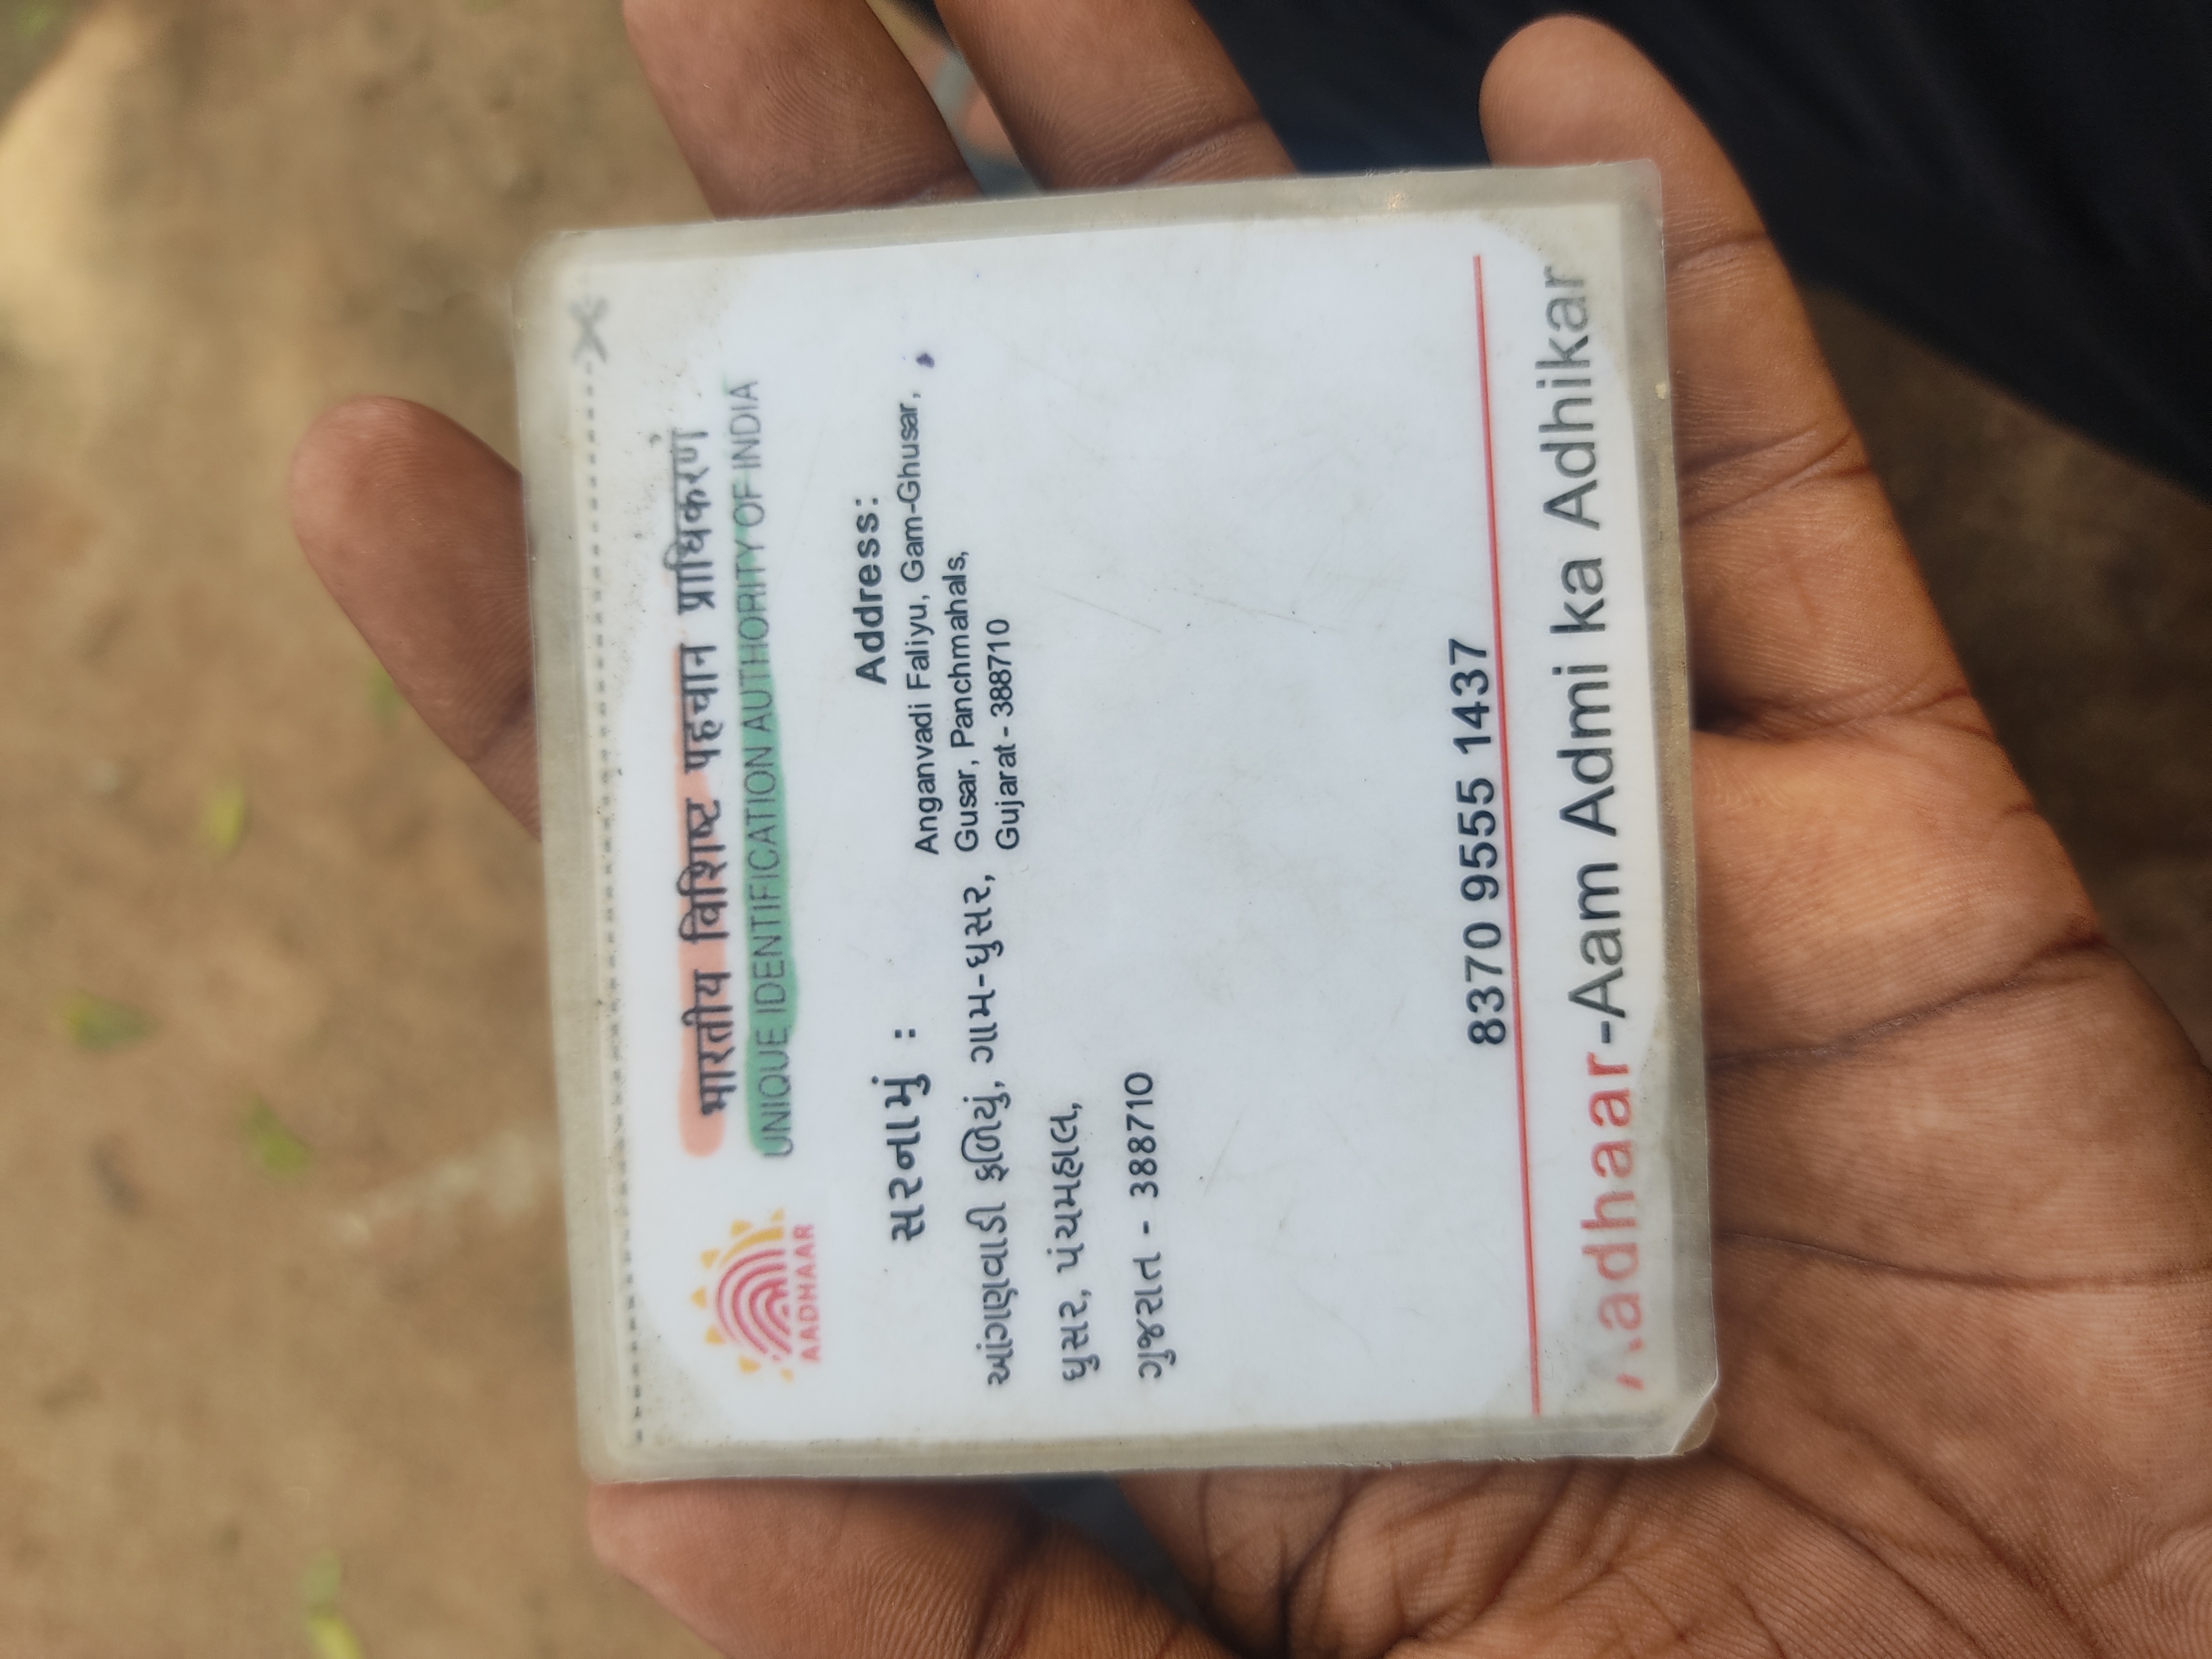 भारतीय विशिष्ट पहचान प्राधिकरण
UNIQUE IDENTIFICATION AUTHORITY OF INDIA
AADHAAR
સરનામું :
આંગણવાડી ફળિયું, ગામ-ઘુસર,
ઘુસર, પંચમહાલ,
ગુજરાત - 388710
Address:
Anganvadi Faliyu, Gam-Ghusar,
Gusar, Panchmahals,
Gujarat - 388710
8370 9555 1437
Aadhaar-Aam Admi ka Adhikar